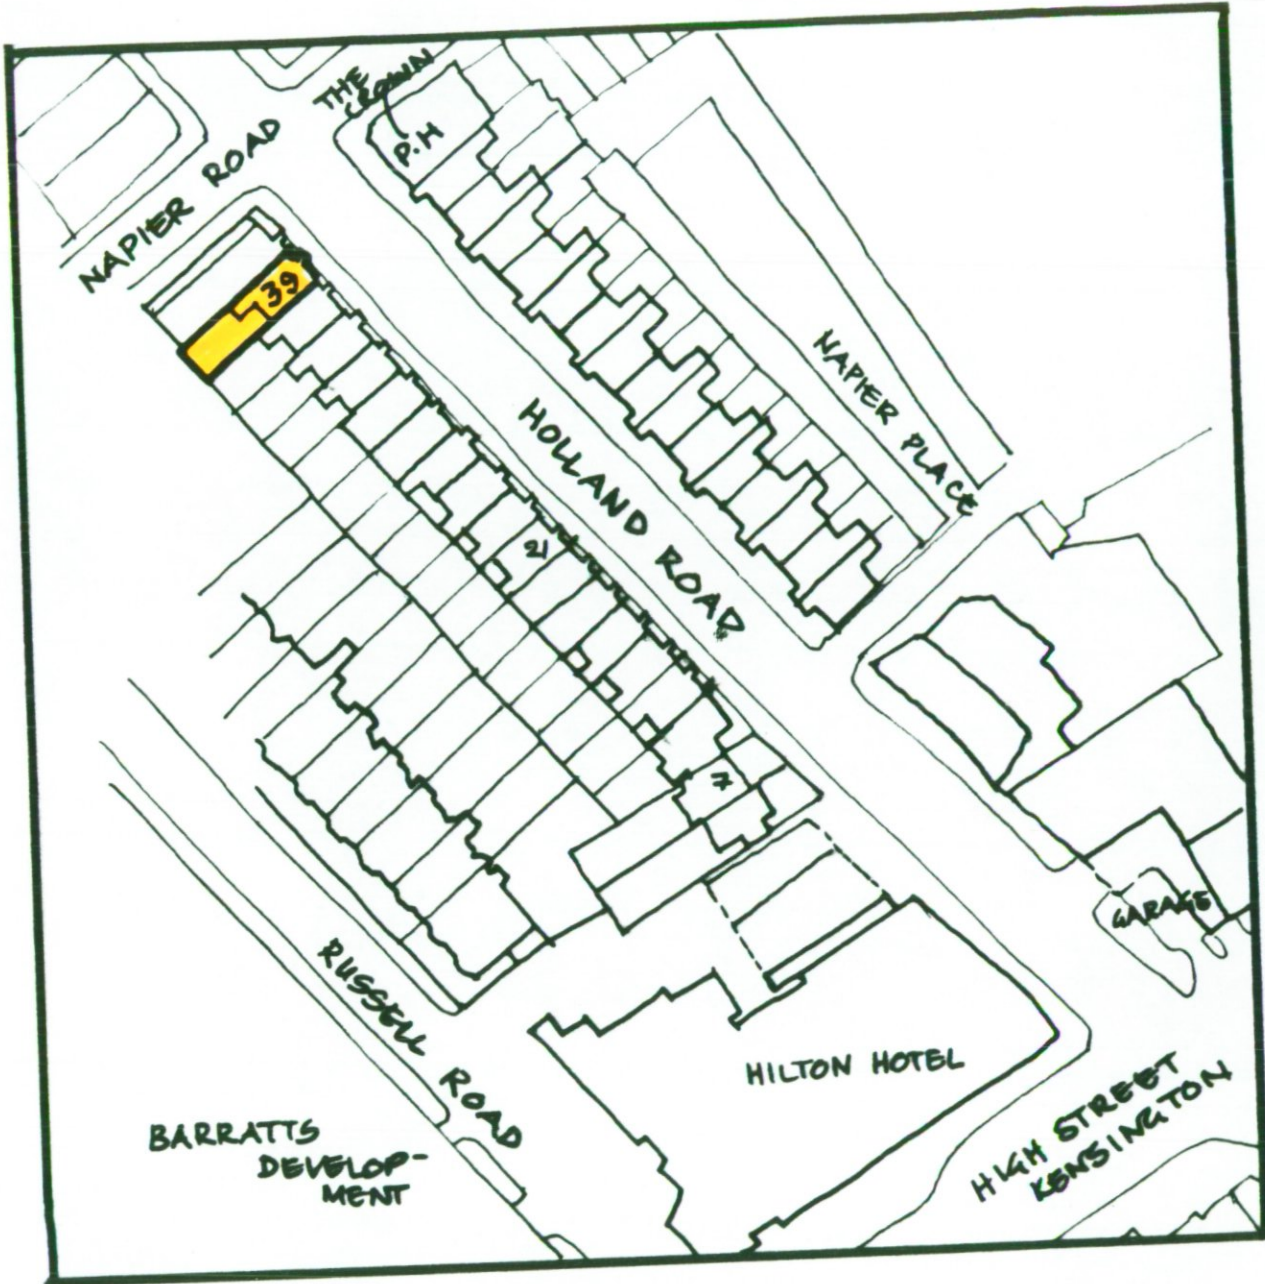 THE
CROWN
P.H
NAPIER ROAD
39
NAPIER PLACE
HOLLAND ROAD
21
7
GARAGE
RUSSELL ROAD
HILTON HOTEL
HIGH STREET
KENSINGTON
BARRATTS
DEVELOP-
MENT